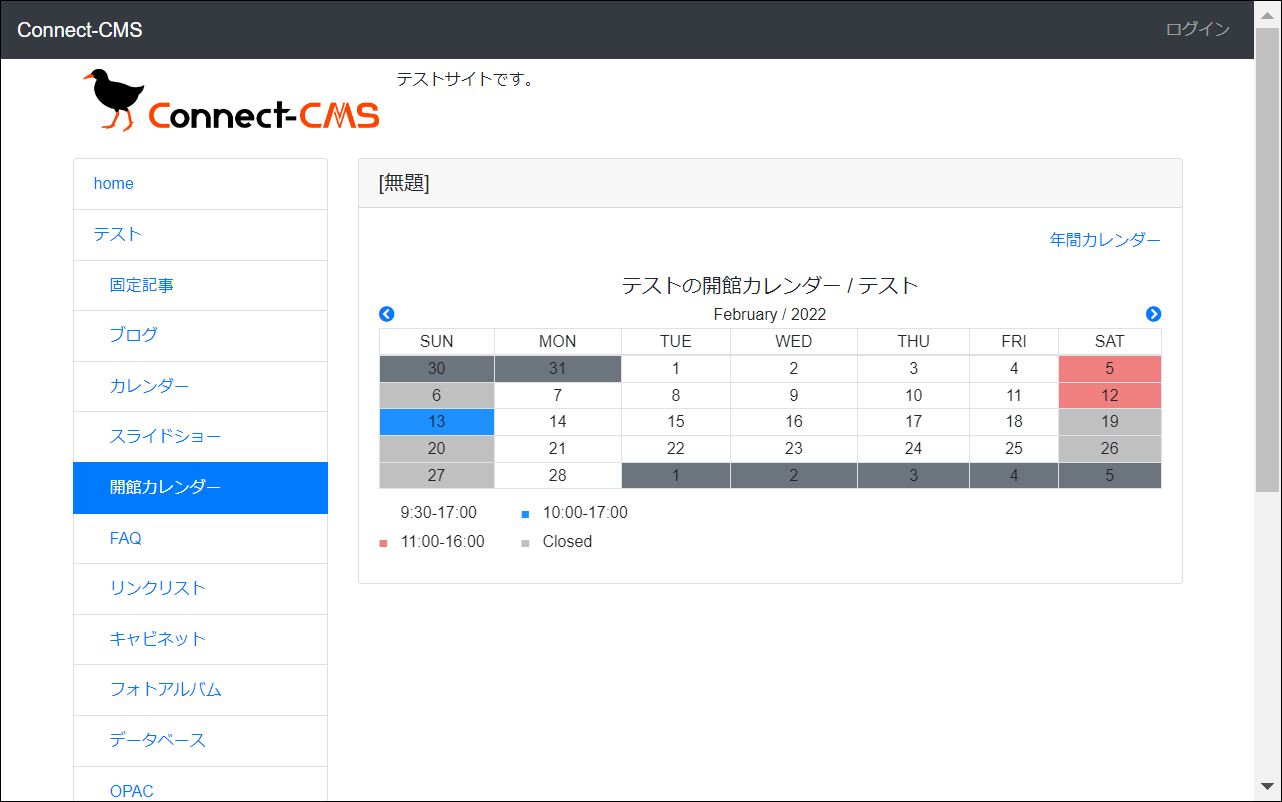 Connect-CMS ログイン
Connect-CMS テストサイトです。
home
テスト
固定記事
ブログ
カレンダー
スライドショー
開館カレンダー
FAQ
リンクリスト
キャビネット
フォトアルバム
データベース
OPAC
[無題]
年間カレンダー
テストの開館カレンダー / テスト
February / 2022
SUN MON TUE WED THU FRI SAT
30 31 1 2 3 4 5
6 7 8 9 10 11 12
13 14 15 16 17 18 19
20 21 22 23 24 25 26
27 28 1 2 3 4 5
9:30-17:00 10:00-17:00
11:00-16:00 Closed